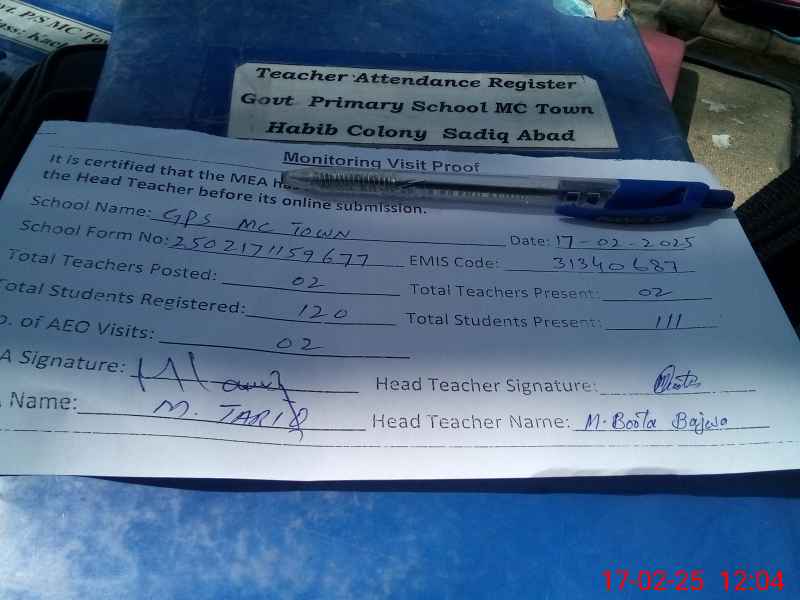 Teacher Attendance Register
Govt Primary School MC Town
Habib Colony Sadiq Abad
Monitoring Visit Proof
It is certified that the MEA
the Head Teacher before its online submission.
School Name: GPS MC TOWN
Date: 17-02-2025
School Form No: 2502171159677
EMIS Code: 31340687
Total Teachers Posted: 02
Total Teachers Present: 02
Total Students Registered: 120
Total Students Present: 111
of AEO Visits: 02
A Signature:
Head Teacher Signature:
Name: M. TARIQ
Head Teacher Name: M. Boota Bajwa
17-02-25 12:04